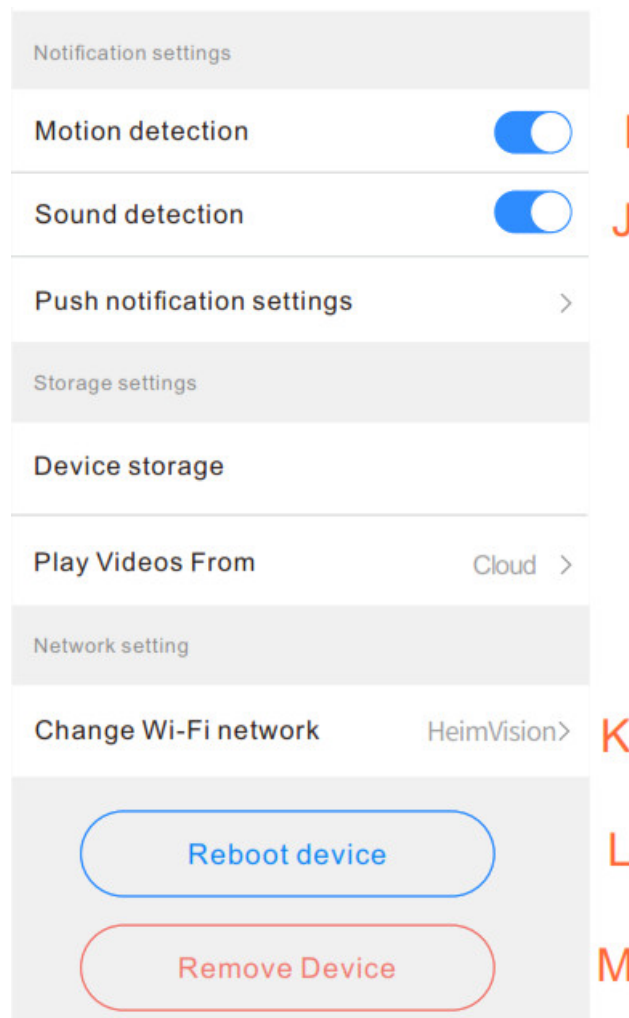 Notification settings
Motion detection I
Sound detection J
Push notification settings >
Storage settings
Device storage
Play Videos From Cloud >
Network setting
Change Wi-Fi network HeimVision> K
Reboot device L
Remove Device M